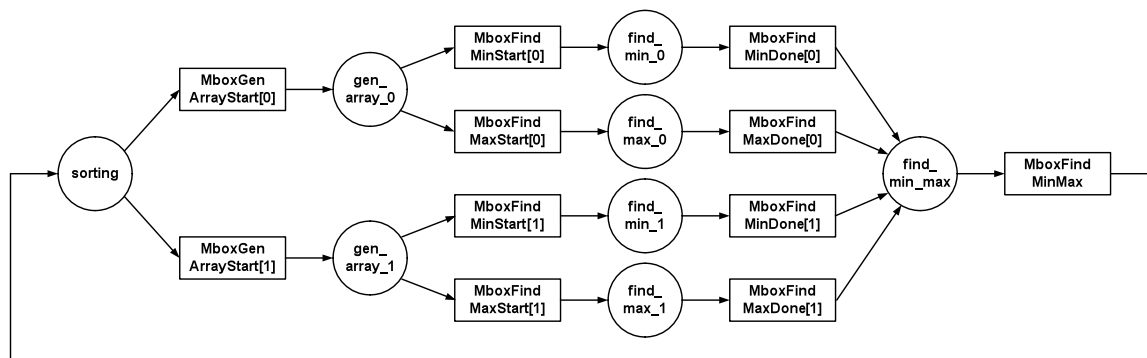 sorting
MboxGen
ArrayStart[0]
MboxGen
ArrayStart[1]
gen_
array_0
gen_
array_1
MboxFind
MinStart[0]
MboxFind
MaxStart[0]
MboxFind
MinStart[1]
MboxFind
MaxStart[1]
find_
min_0
find_
max_0
find_
min_1
find_
max_1
MboxFind
MinDone[0]
MboxFind
MaxDone[0]
MboxFind
MinDone[1]
MboxFind
MaxDone[1]
find_
min_max
MboxFind
MinMax